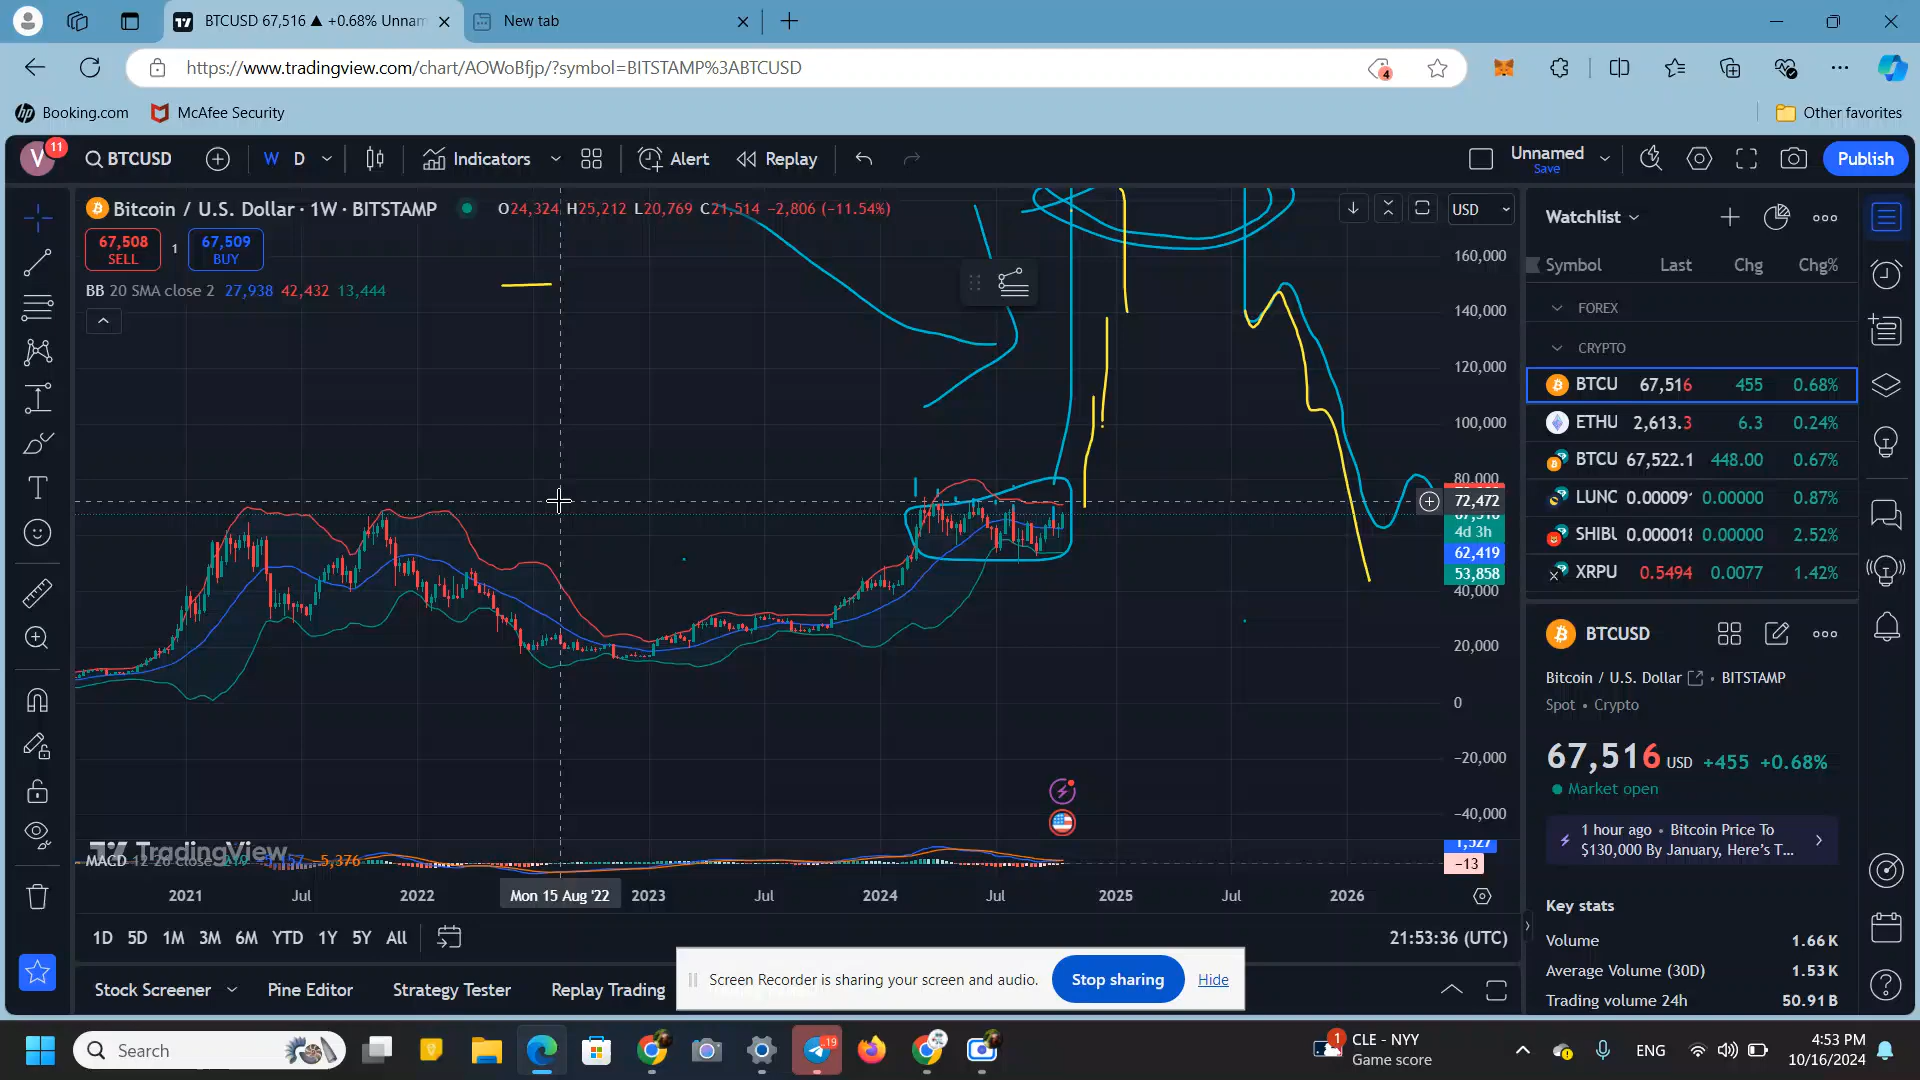 BTCUSD 67,516 ▲ +0.68% Unnam
New tab
https://www.tradingview.com/chart/AOWoBfjp/?symbol=BITSTAMP%3ABTCUSD
4
Booking.com
McAfee Security
Other favorites
V
11
BTCUSD
W
D
Indicators
Alert
Replay
Unnamed
Save
Publish
Bitcoin / U.S. Dollar · 1W · BITSTAMP
O24,324 H25,212 L20,769 C21,514 −2,806 (−11.54%)
USD
67,508
SELL
1
67,509
BUY
BB 20 SMA close 2 27,938 42,432 13,444
160,000
140,000
120,000
100,000
80,000
72,472
4d 3h
62,419
53,858
40,000
20,000
0
−20,000
−40,000
1,527
−13
TradingView
2021
Jul
2022
Mon 15 Aug '22
2023
Jul
2024
Jul
2025
Jul
2026
1D 5D 1M 3M 6M YTD 1Y 5Y All
21:53:36 (UTC)
Stock Screener
Pine Editor
Strategy Tester
Replay Trading
Screen Recorder is sharing your screen and audio.
Stop sharing
Hide
Watchlist
Symbol Last Chg Chg%
FOREX
CRYPTO
BTCU 67,516 455 0.68%
ETHU 2,613.3 6.3 0.24%
BTCU 67,522.1 448.00 0.67%
LUNC 0.00009 0.00000 0.87%
SHIBU 0.000018 0.00000 2.52%
XRPU 0.5494 0.0077 1.42%
BTCUSD
Bitcoin / U.S. Dollar • BITSTAMP
Spot • Crypto
67,516 USD +455 +0.68%
Market open
1 hour ago • Bitcoin Price To
$130,000 By January, Here's T...
Key stats
Volume 1.66 K
Average Volume (30D) 1.53 K
Trading volume 24h 50.91 B
Search
19
1
CLE - NYY
Game score
ENG
4:53 PM
10/16/2024